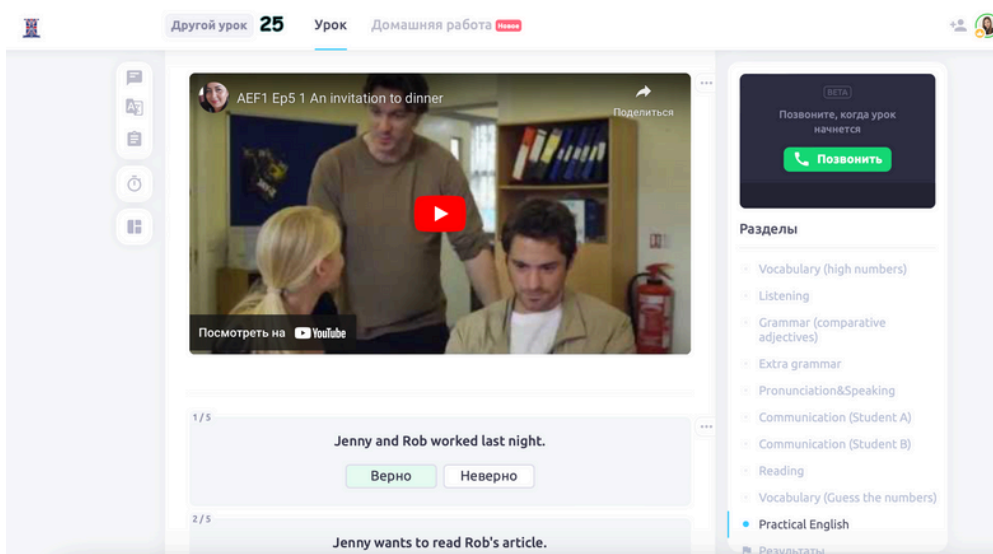 Другой урок 25 Урок Домашняя работа Новое
AEF1 Ep5 1 An invitation to dinner
Поделиться
Посмотреть на YouTube
BETA
Позвоните, когда урок
начнется
Позвонить
Разделы
Vocabulary (high numbers)
Listening
Grammar (comparative
adjectives)
Extra grammar
Pronunciation&Speaking
Communication (Student A)
Communication (Student B)
Reading
Vocabulary (Guess the numbers)
Practical English
Результаты
1/5
Jenny and Rob worked last night.
Верно Неверно
2/5
Jenny wants to read Rob's article.